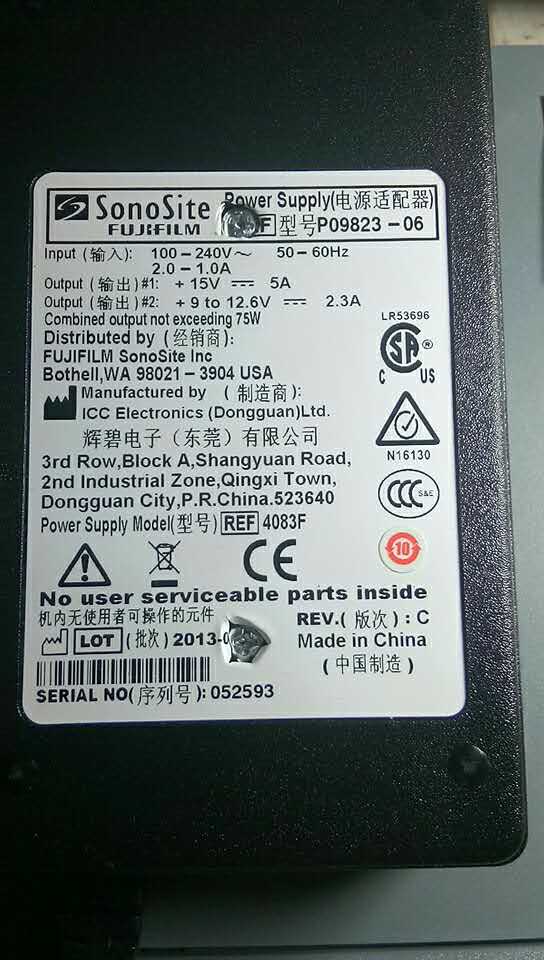 SonoSite
FUJIFILM
Power Supply(电源适配器)
型号P09823-06
Input (输入): 100-240V~ 50-60Hz
2.0-1.0A
Output (输出)#1: +15V ⎓ 5A
Output (输出)#2: +9 to 12.6V ⎓ 2.3A
Combined output not exceeding 75W
LR53696
Distributed by (经销商):
FUJIFILM SonoSite Inc
Bothell,WA 98021-3904 USA
SA ®
C US
Manufactured by (制造商):
ICC Electronics (Dongguan)Ltd.
辉碧电子(东莞)有限公司
N16130
3rd Row,Block A,Shangyuan Road,
2nd Industrial Zone,Qingxi Town,
Dongguan City,P.R.China.523640
CCC S&E
Power Supply Model(型号) REF 4083F
CE
10
No user serviceable parts inside
机内无使用者可操作的元件
REV.(版次):C
LOT (批次) 2013-
Made in China
(中国制造)
SERIAL NO(序列号): 052593